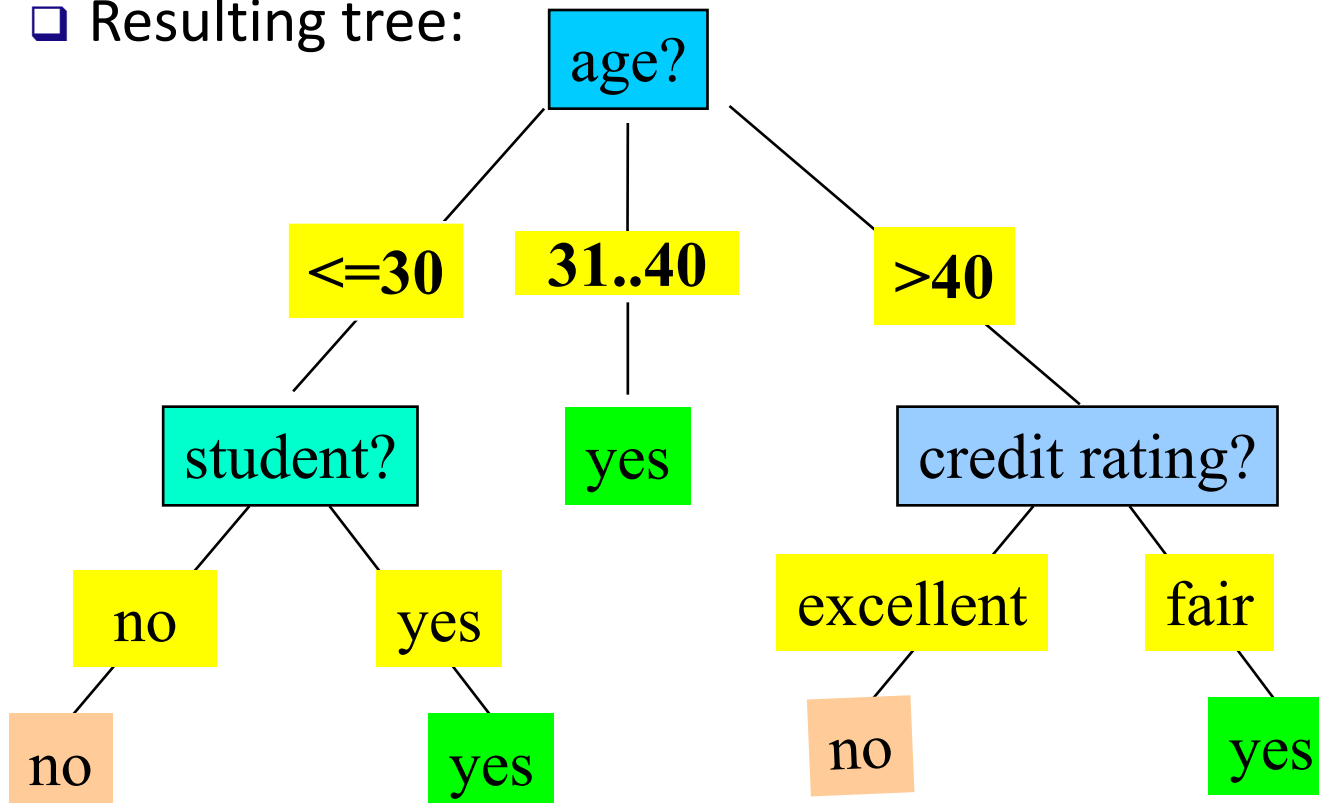 ❑ Resulting tree:
age?
<=30 31..40 >40
student? yes credit rating?
excellent fair
no yes
no yes
no yes